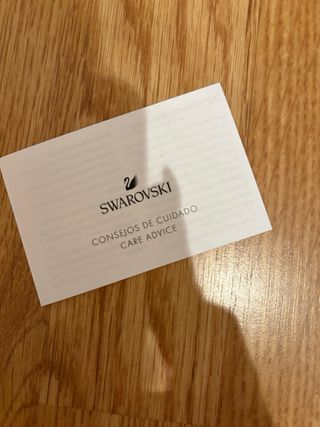 SWAROVSKI
CONSEJOS DE CUIDADO
CARE ADVICE